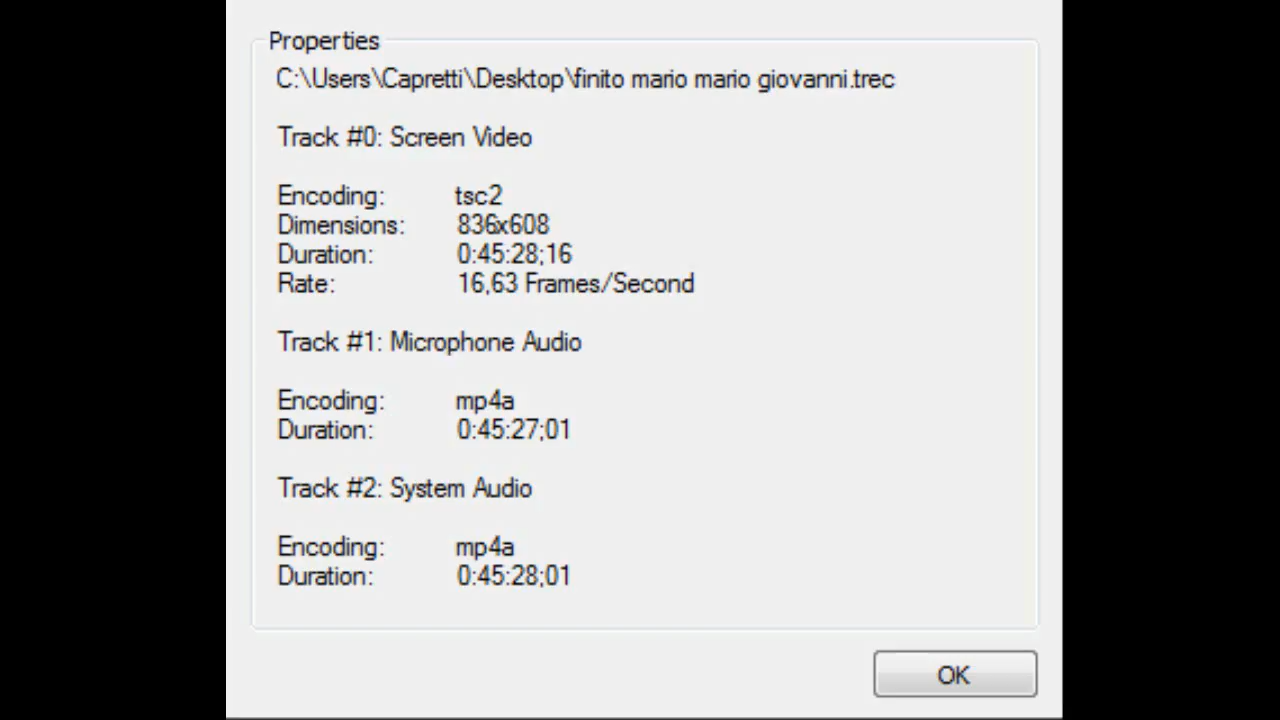 Properties
C:\Users\Capretti\Desktop\finito mario mario giovanni.trec
Track #0: Screen Video
Encoding: tsc2
Dimensions: 836x608
Duration: 0:45:28;16
Rate: 16,63 Frames/Second
Track #1: Microphone Audio
Encoding: mp4a
Duration: 0:45:27;01
Track #2: System Audio
Encoding: mp4a
Duration: 0:45:28;01
OK